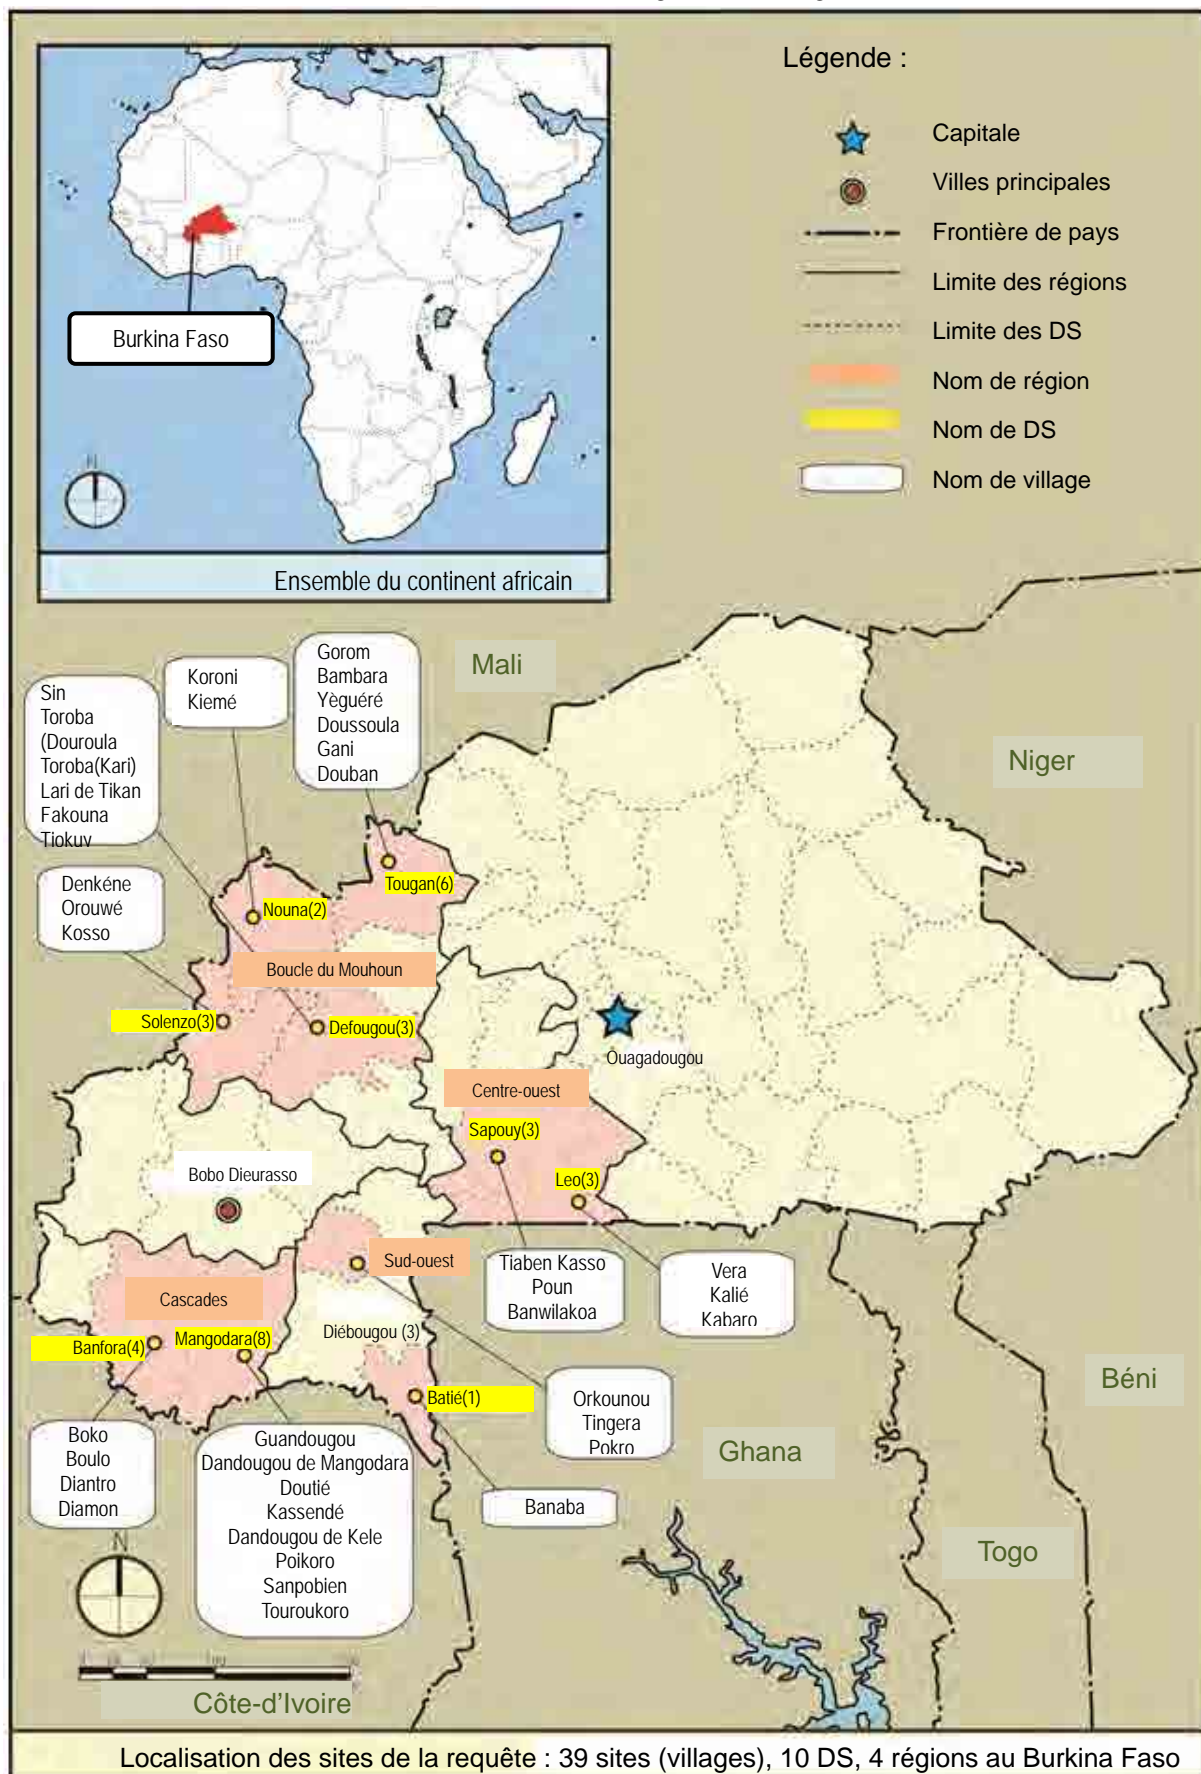 Légende :
Capitale
Villes principales
Frontière de pays
Limite des régions
Limite des DS
Nom de région
Nom de DS
Nom de village
Burkina Faso
N
Ensemble du continent africain
Mali
Niger
Gorom
Bambara
Yèguéré
Doussoula
Gani
Douban
Koroni
Kiemé
Sin
Toroba
(Douroula
Toroba(Kari)
Lari de Tikan
Fakouna
Tiokuy
Denkéne
Orouwé
Kosso
Tougan(6)
Nouna(2)
Boucle du Mouhoun
Solenzo(3)
Defougou(3)
Ouagadougou
Centre-ouest
Sapouy(3)
Leo(3)
Bobo Dieurasso
Sud-ouest
Cascades
Tiaben Kasso
Poun
Banwilakoa
Vera
Kalié
Kabaro
Diébougou (3)
Banfora(4)
Mangodara(8)
Batié(1)
Béni
Boko
Boulo
Diantro
Diamon
Guandougou
Dandougou de Mangodara
Doutié
Kassendé
Dandougou de Kele
Poikoro
Sanpobien
Touroukoro
Orkounou
Tingera
Pokro
Banaba
Ghana
Togo
N
Côte-d'Ivoire
Localisation des sites de la requête : 39 sites (villages), 10 DS, 4 régions au Burkina Faso